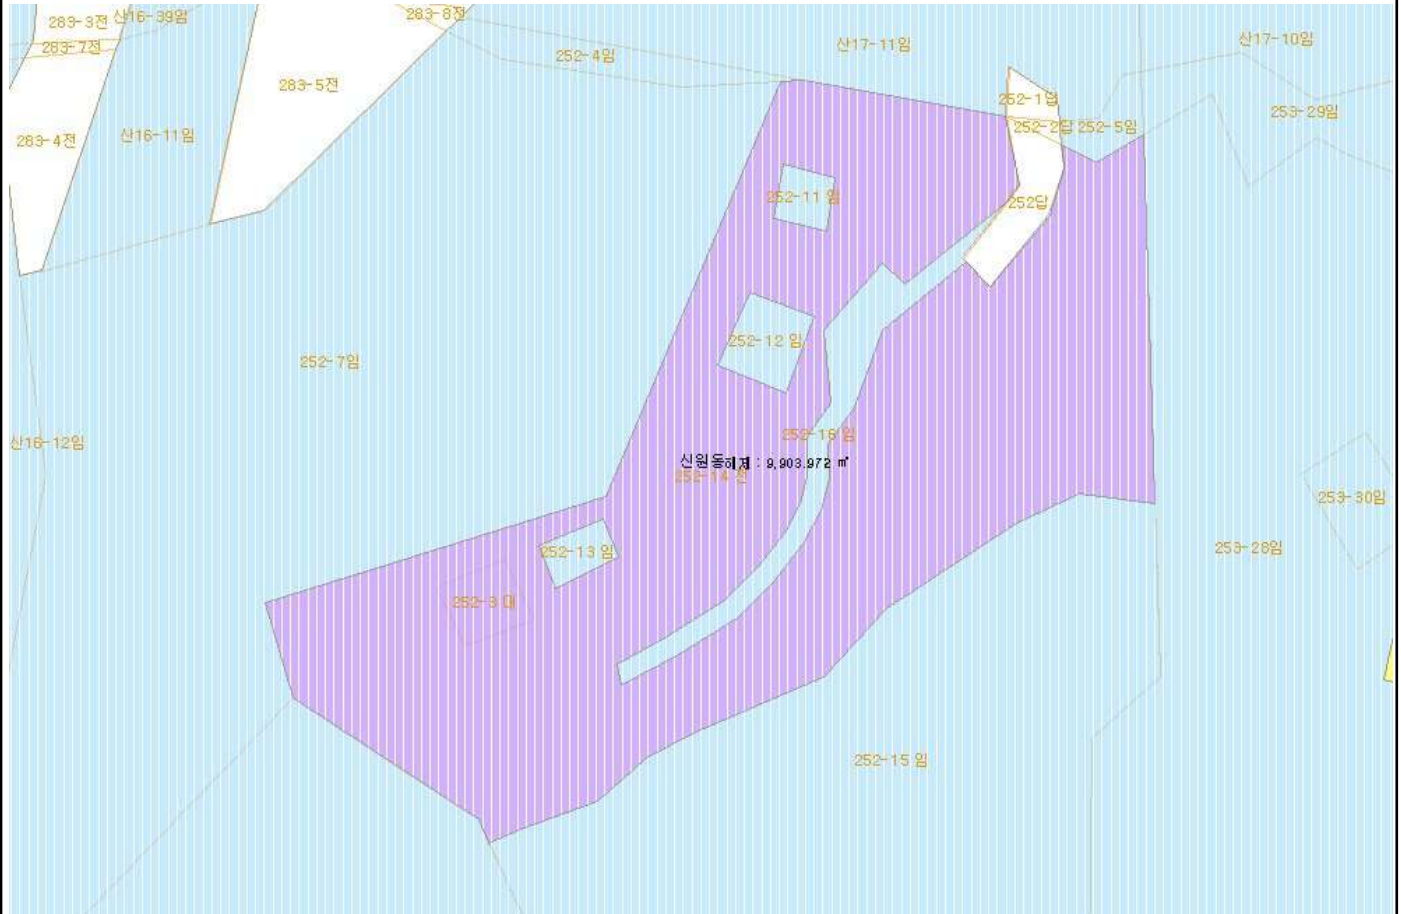 283-3전
산16-39임
283-8전
283-7전
252-4임
산17-11임
산17-10임
283-5전
252-1답
253-29임
283-4전
산16-11임
252-2답
252-5임
252-11 임
252답
252-12 임
252-7임
252-16 임
산16-12임
신원동해제 : 9,903.972 ㎡
252-14 전
253-30임
252-13 임
253-28임
252-3 대
252-15 임